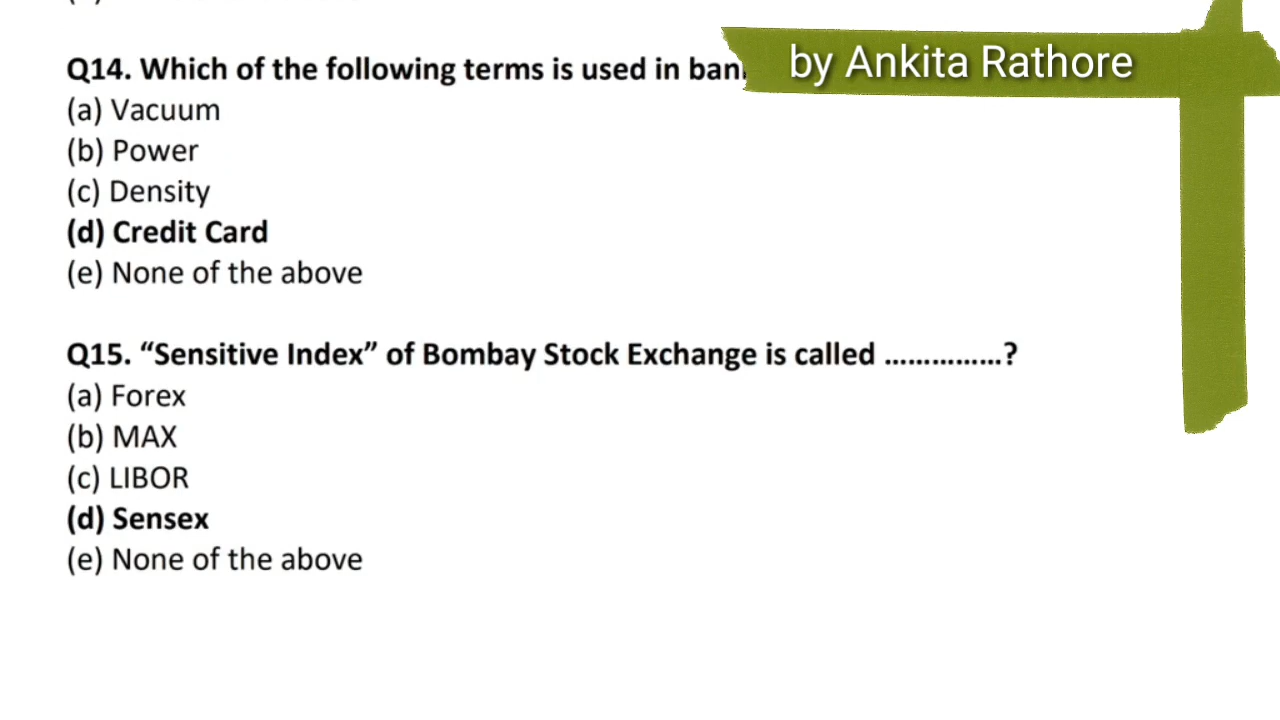 Q14. Which of the following terms is used in
by Ankita Rathore
(a) Vacuum
(b) Power
(c) Density
(d) Credit Card
(e) None of the above
Q15. “Sensitive Index” of Bombay Stock Exchange is called ……………?
(a) Forex
(b) MAX
(c) LIBOR
(d) Sensex
(e) None of the above